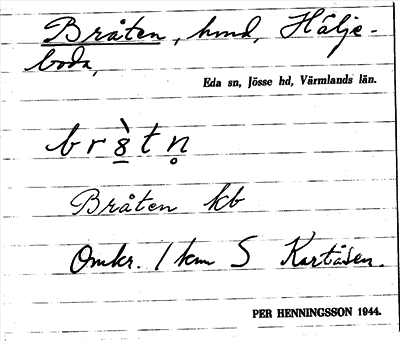 Bråten, hmd, Hälje-
boda,
Eda sn, Jösse hd, Värmlands län.
br8̀tn̥
Bråten kb
Omkr. 1 km S Kartåsen.
PER HENNINGSSON 1944.